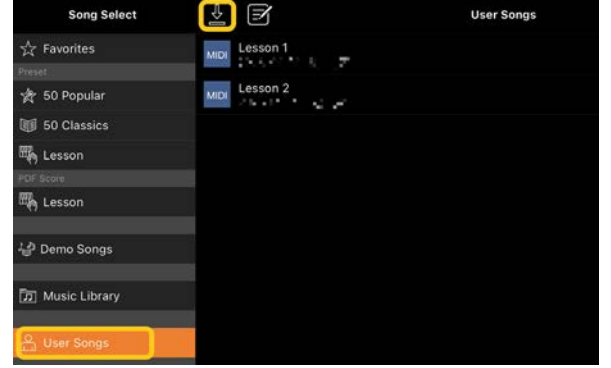 Song Select
Favorites
Preset
50 Popular
50 Classics
Lesson
PDF Score
Lesson
Demo Songs
Music Library
User Songs
User Songs
MIDI Lesson 1
MIDI Lesson 2